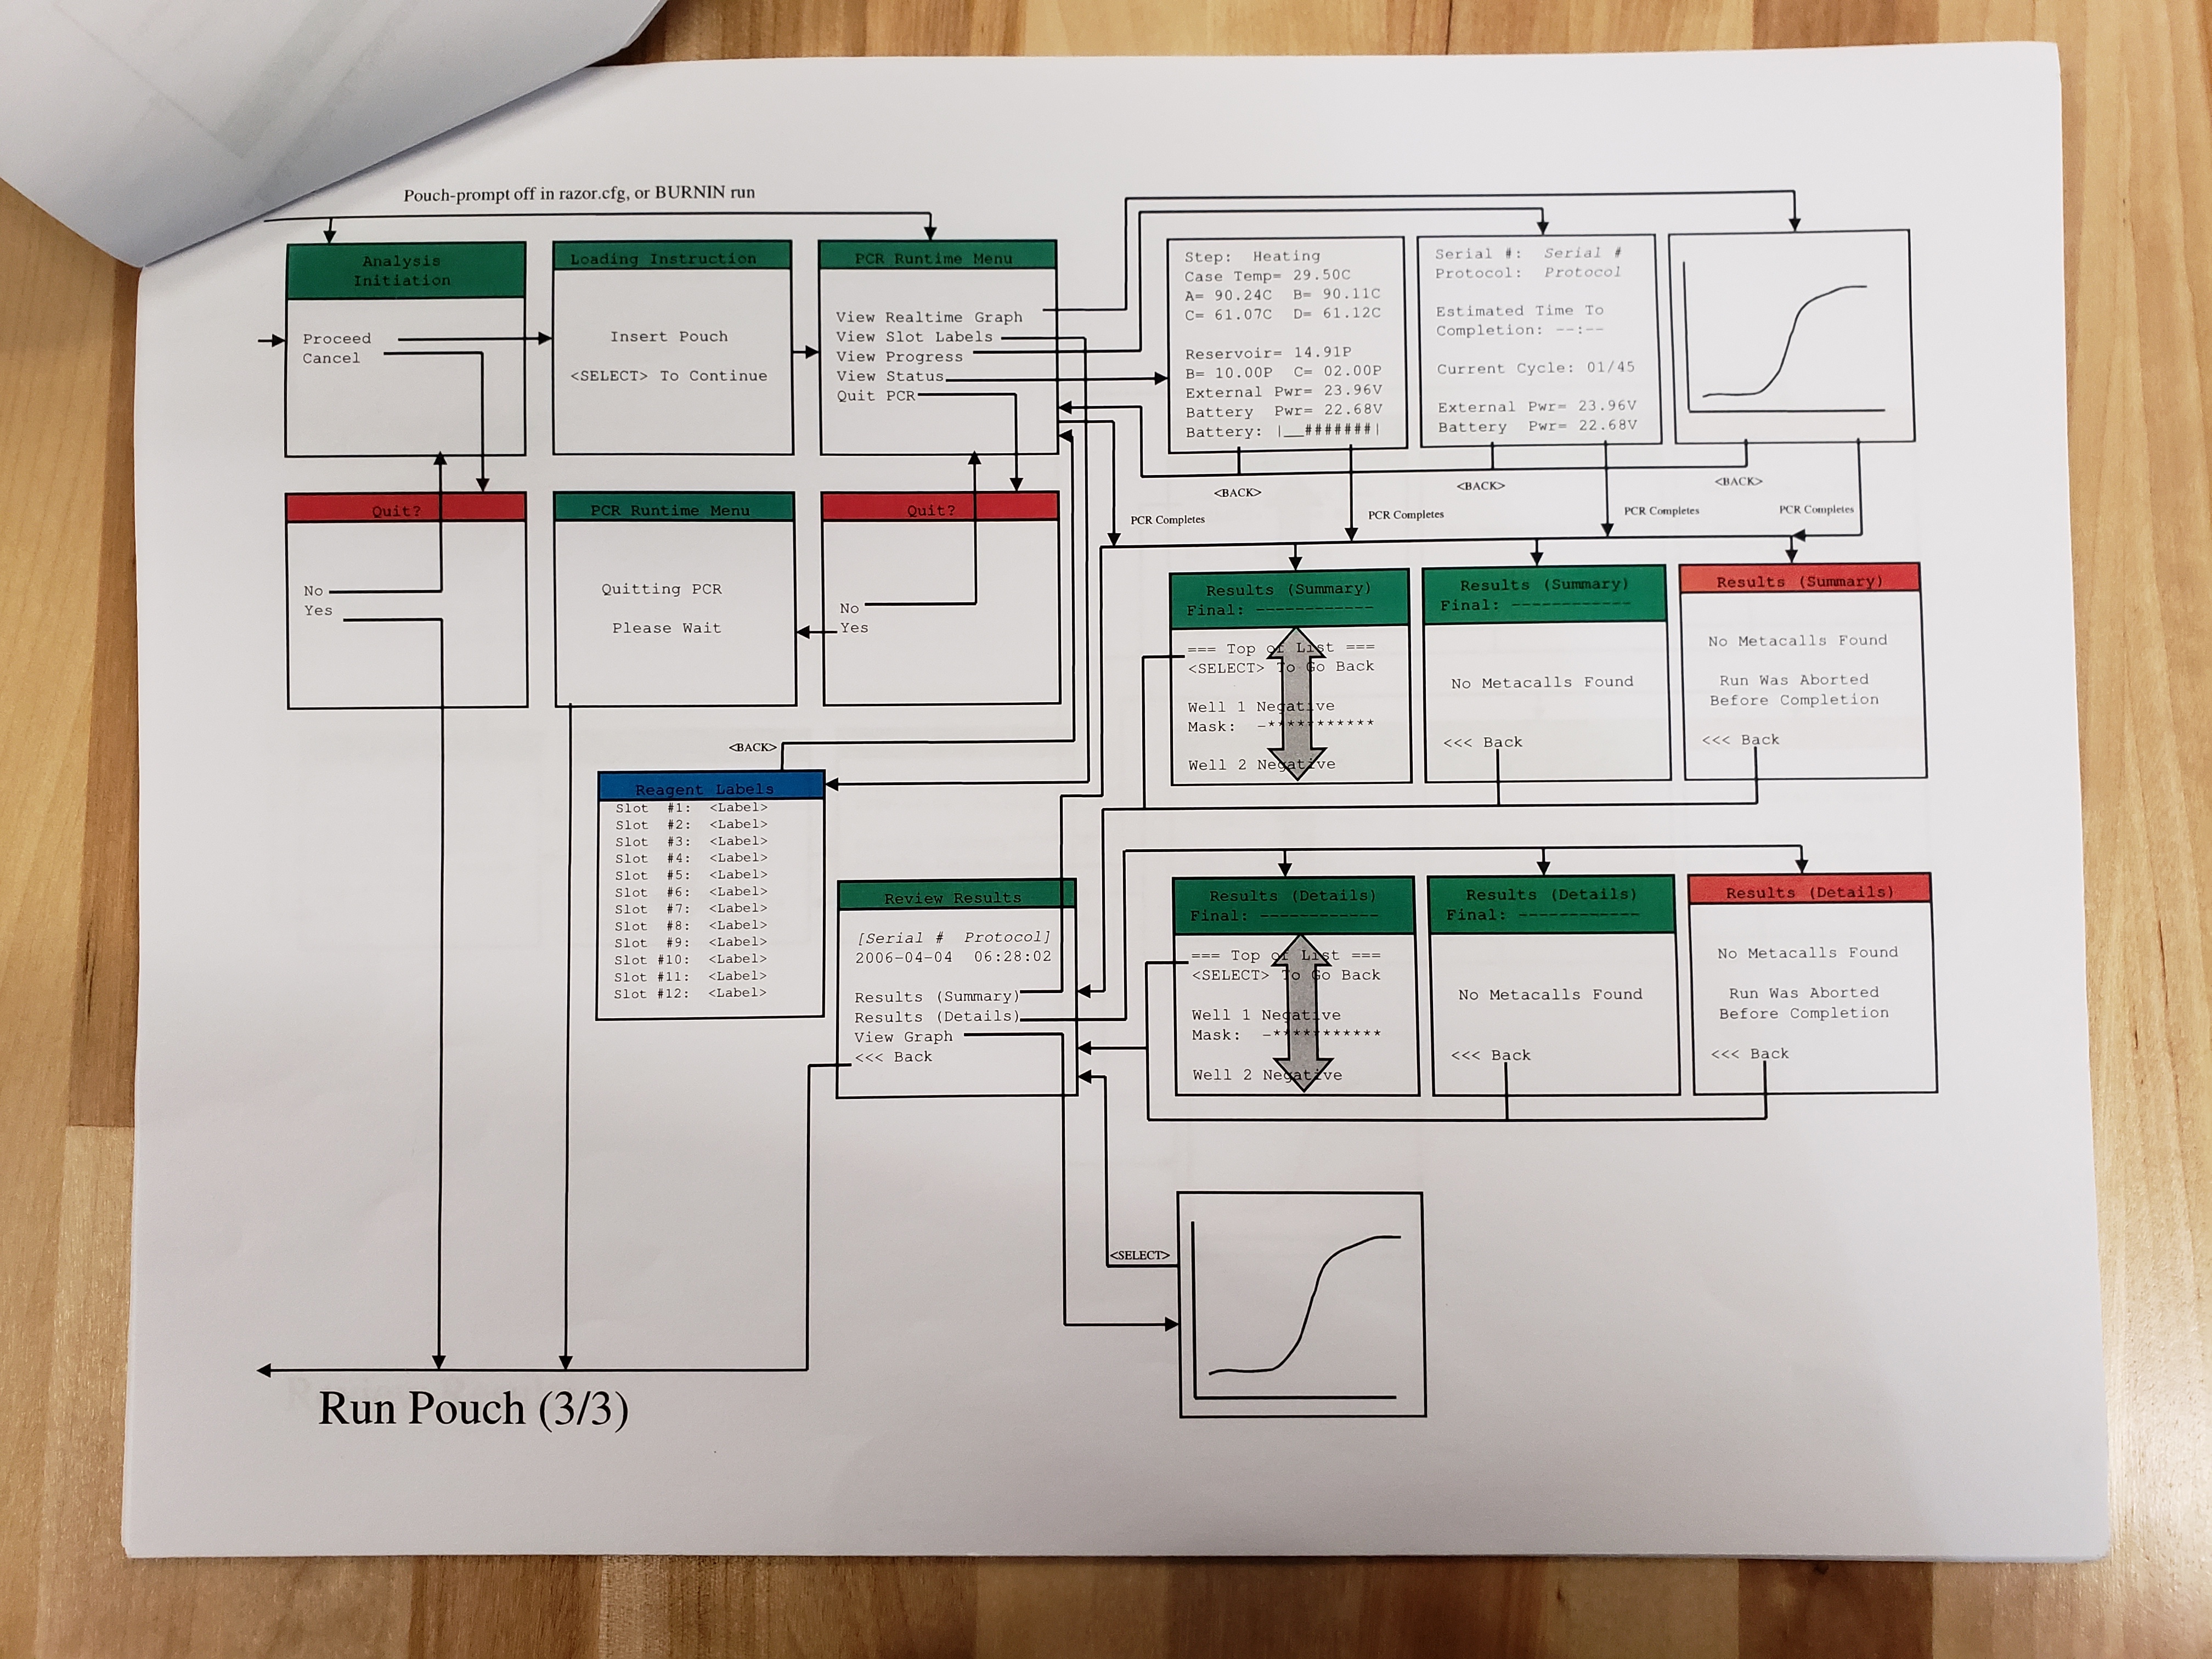 Pouch-prompt off in razor.cfg, or BURNIN run
Analysis
Initiation
Proceed
Cancel
Loading Instruction
Insert Pouch
<SELECT> To Continue
PCR Runtime Menu
View Realtime Graph
View Slot Labels
View Progress
View Status
Quit PCR
Step: Heating
Case Temp= 29.50C
A= 90.24C B= 90.11C
C= 61.07C D= 61.12C
Reservoir= 14.91P
B= 10.00P C= 02.00P
External Pwr= 23.96V
Battery Pwr= 22.68V
Battery: |__#######|
Serial #: Serial #
Protocol: Protocol
Estimated Time To
Completion: --:--
Current Cycle: 01/45
External Pwr= 23.96V
Battery Pwr= 22.68V
<BACK>
<BACK>
<BACK>
PCR Completes
PCR Completes
PCR Completes
PCR Completes
Quit?
No
Yes
PCR Runtime Menu
Quitting PCR
Please Wait
Quit?
No
Yes
Results (Summary)
Final: ------------
=== Top of List ===
<SELECT> To Go Back
Well 1 Negative
Mask: -***********
Well 2 Negative
Results (Summary)
Final: ------------
No Metacalls Found
<<< Back
Results (Summary)
No Metacalls Found
Run Was Aborted
Before Completion
<<< Back
<BACK>
Reagent Labels
Slot #1: <Label>
Slot #2: <Label>
Slot #3: <Label>
Slot #4: <Label>
Slot #5: <Label>
Slot #6: <Label>
Slot #7: <Label>
Slot #8: <Label>
Slot #9: <Label>
Slot #10: <Label>
Slot #11: <Label>
Slot #12: <Label>
Review Results
[Serial # Protocol]
2006-04-04 06:28:02
Results (Summary)
Results (Details)
View Graph
<<< Back
Results (Details)
Final: ------------
=== Top of List ===
<SELECT> To Go Back
Well 1 Negative
Mask: -***********
Well 2 Negative
Results (Details)
Final: ------------
No Metacalls Found
<<< Back
Results (Details)
No Metacalls Found
Run Was Aborted
Before Completion
<<< Back
<SELECT>
Run Pouch (3/3)